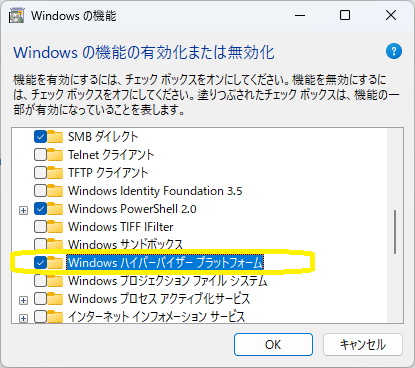 Windows の機能
Windows の機能の有効化または無効化
機能を有効にするには、チェック ボックスをオンにしてください。機能を無効にするに
は、チェック ボックスをオフにしてください。塗りつぶされたチェック ボックスは、機能の一
部が有効になっていることを表します。
SMB ダイレクト
Telnet クライアント
TFTP クライアント
Windows Identity Foundation 3.5
Windows PowerShell 2.0
Windows TIFF IFilter
Windows サンドボックス
Windows ハイパーバイザー プラットフォーム
Windows プロジェクション ファイル システム
Windows プロセス アクティブ化サービス
インターネット インフォメーション サービス
OK
キャンセル